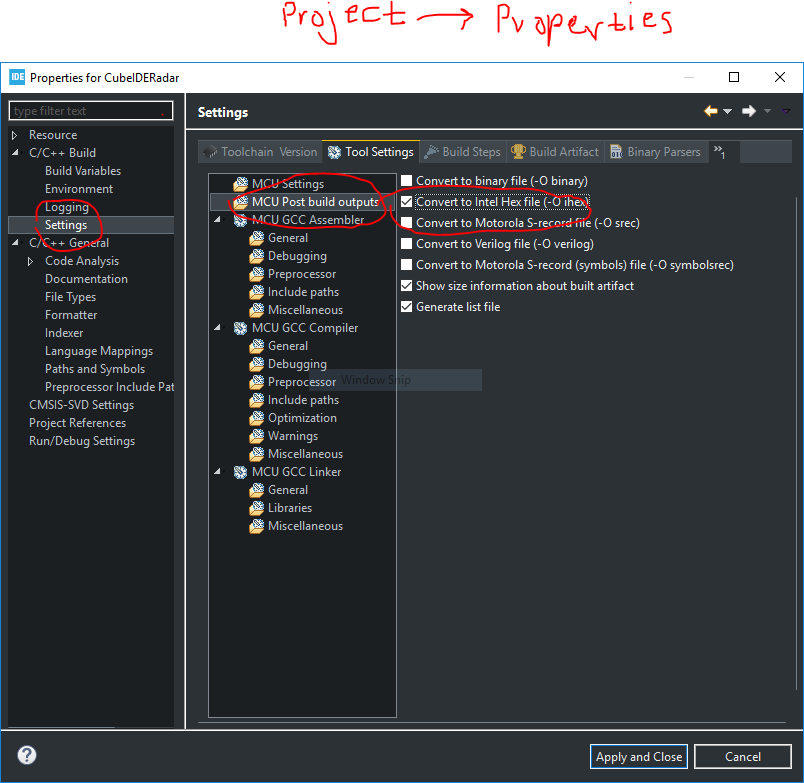 Project → Properties
IDE Properties for CubeIDERadar
type filter text
Settings
Resource
C/C++ Build
Build Variables
Environment
Logging
Settings
C/C++ General
Code Analysis
Documentation
File Types
Formatter
Indexer
Language Mappings
Paths and Symbols
Preprocessor Include Pat
CMSIS-SVD Settings
Project References
Run/Debug Settings
Toolchain Version
Tool Settings
Build Steps
Build Artifact
Binary Parsers
»1
MCU Settings
MCU Post build outputs
MCU GCC Assembler
General
Debugging
Preprocessor
Include paths
Miscellaneous
MCU GCC Compiler
General
Debugging
Preprocessor
Window Snip
Include paths
Optimization
Warnings
Miscellaneous
MCU GCC Linker
General
Libraries
Miscellaneous
Convert to binary file (-O binary)
Convert to Intel Hex file (-O ihex)
Convert to Motorola S-record file (-O srec)
Convert to Verilog file (-O verilog)
Convert to Motorola S-record (symbols) file (-O symbolsrec)
Show size information about built artifact
Generate list file
?
Apply and Close
Cancel